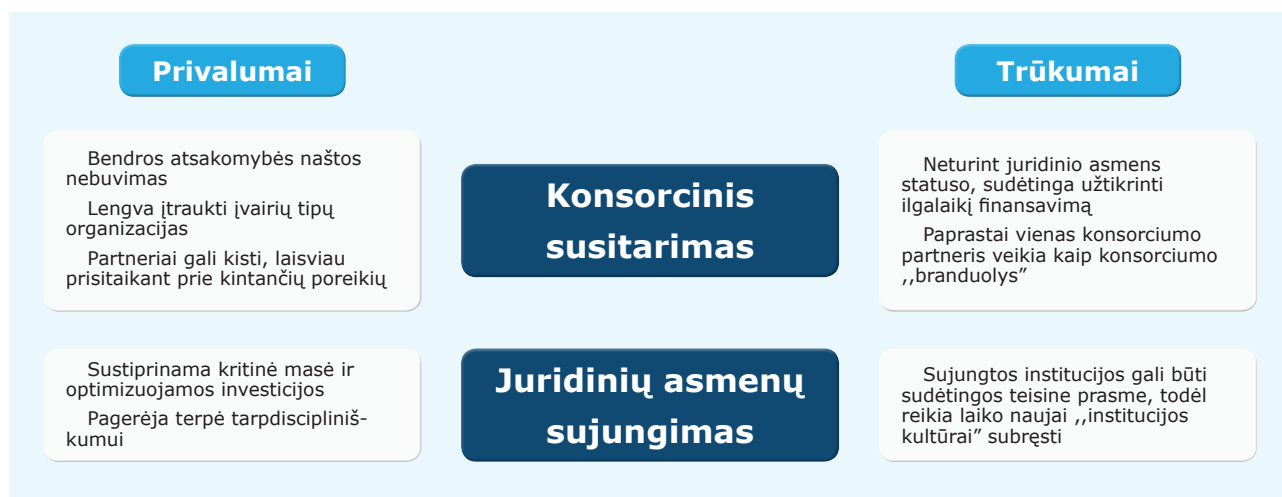 Privalumai
Trūkumai
Bendros atsakomybės naštos
nebuvimas
Lengva įtraukti įvairių tipų
organizacijas
Partneriai gali kisti, laisviau
prisitaikant prie kintančių poreikių
Konsorcinis
susitarimas
Neturint juridinio asmens
statuso, sudėtinga užtikrinti
ilgalaikį finansavimą
Paprastai vienas konsorciumo
partneris veikia kaip konsorciumo
,,branduolys”
Sustiprinama kritinė masė ir
optimizuojamos investicijos
Pagerėja terpė tarpdiscipliniš-
kumui
Juridinių asmenų
sujungimas
Sujungtos institucijos gali būti
sudėtingos teisine prasme, todėl
reikia laiko naujai ,,institucijos
kultūrai” subręsti